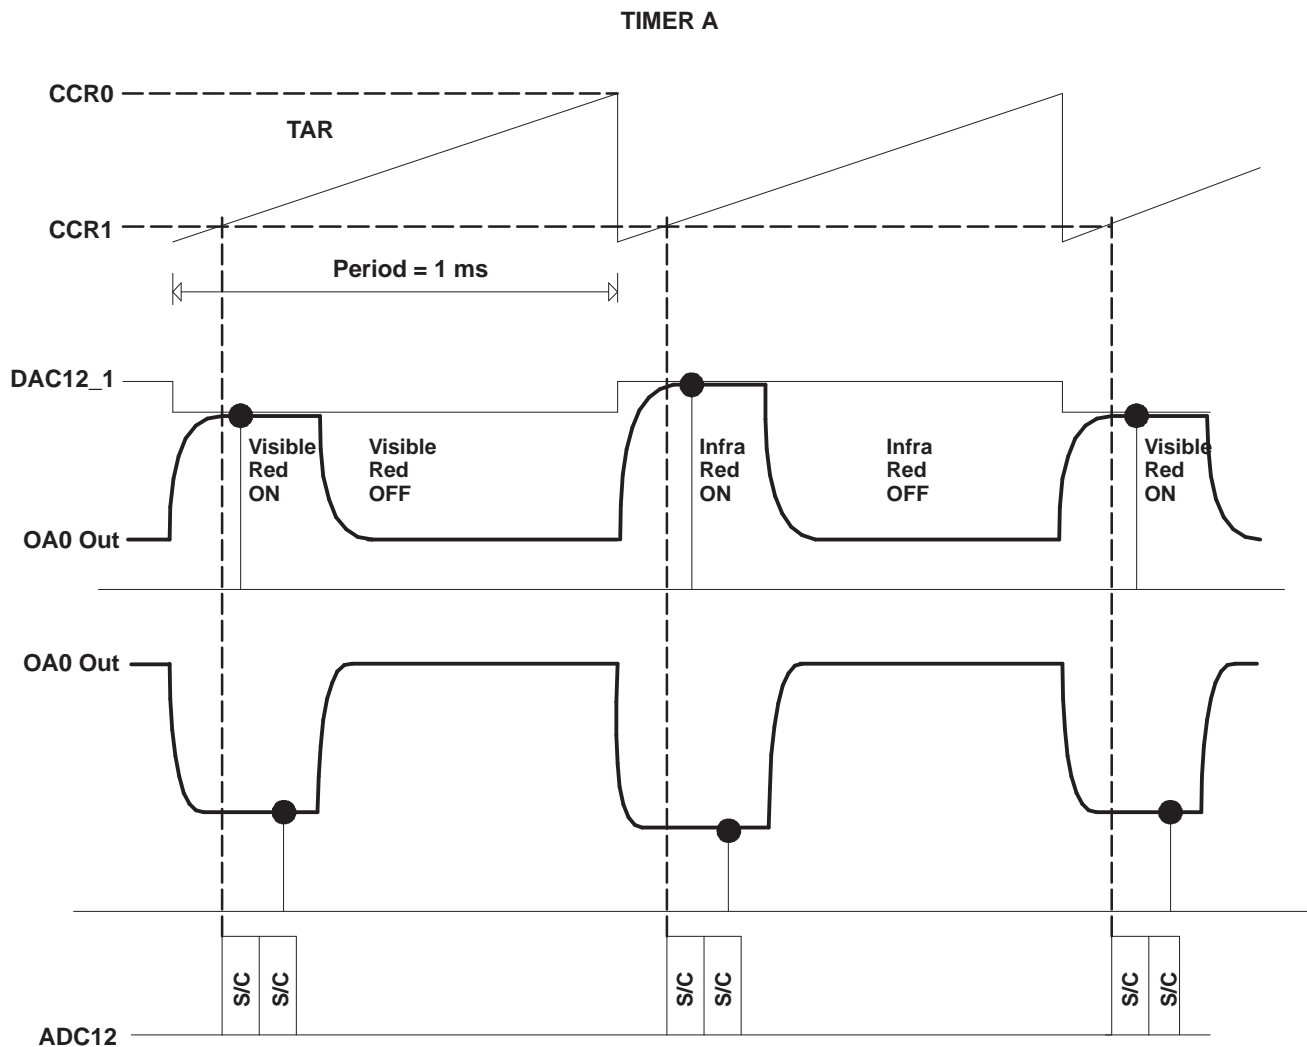 TIMER A
CCR0
TAR
CCR1
Period = 1 ms
DAC12_1
Visible
Red
ON
Visible
Red
OFF
Infra
Red
ON
Infra
Red
OFF
Visible
Red
ON
OA0 Out
OA0 Out
S/C
S/C
S/C
S/C
S/C
S/C
ADC12